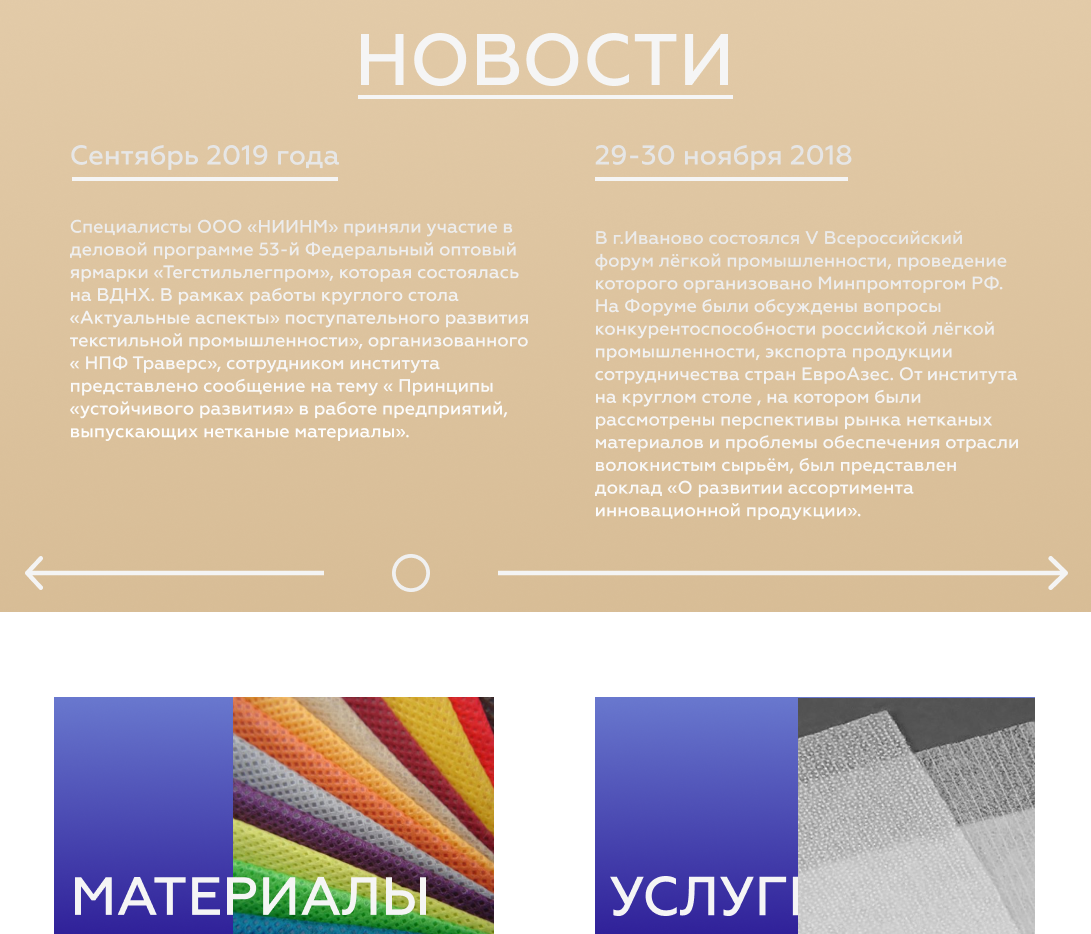 НОВОСТИ
Сентябрь 2019 года
Специалисты ООО «НИИНМ» приняли участие в
деловой программе 53-й Федеральный оптовый
ярмарки «Тегстильлегпром», которая состоялась
на ВДНХ. В рамках работы круглого стола
«Актуальные аспекты» поступательного развития
текстильной промышленности», организованного
« НПФ Траверс», сотрудником института
представлено сообщение на тему « Принципы
«устойчивого развития» в работе предприятий,
выпускающих нетканые материалы».
29-30 ноября 2018
В г.Иваново состоялся V Всероссийский
форум лёгкой промышленности, проведение
которого организовано Минпромторгом РФ.
На Форуме были обсуждены вопросы
конкурентоспособности российской лёгкой
промышленности, экспорта продукции
сотрудничества стран ЕвроАзес. От института
на круглом столе , на котором были
рассмотрены перспективы рынка нетканых
материалов и проблемы обеспечения отрасли
волокнистым сырьём, был представлен
доклад «О развитии ассортимента
инновационной продукции».
МАТЕРИАЛЫ
УСЛУГИ